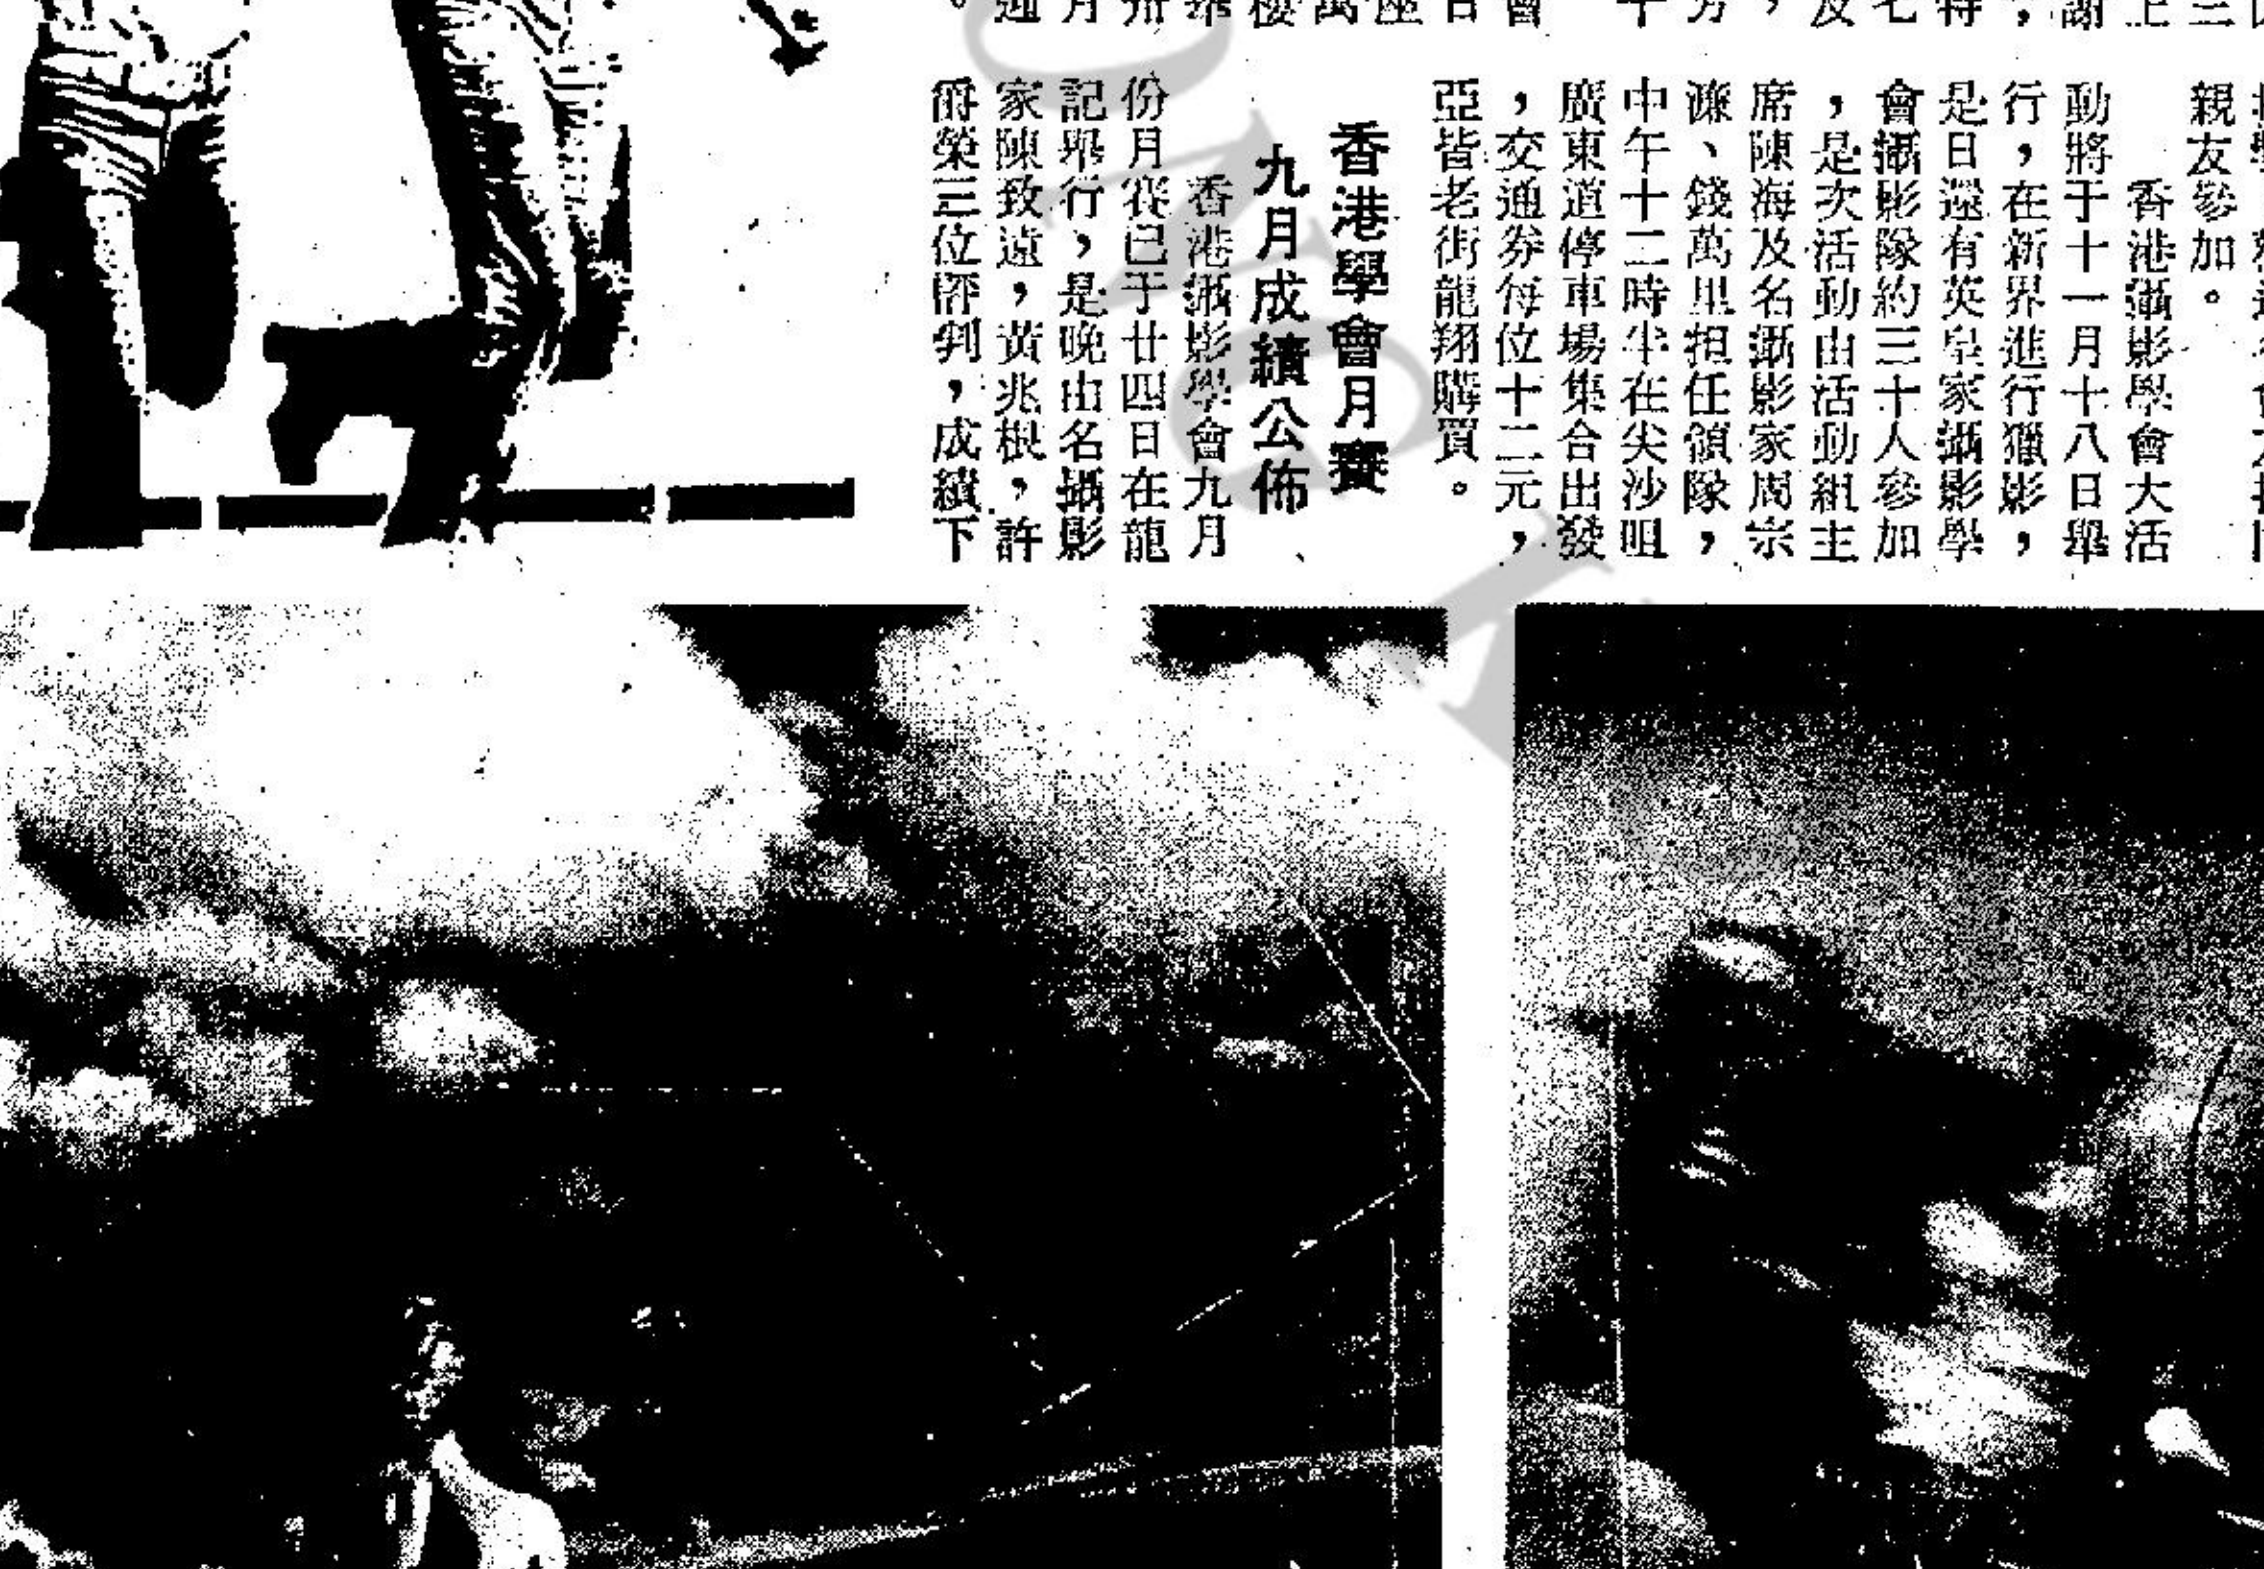 親友參加。
香港攝影學會大活
動將于十一月十八日舉
行，在新界進行獵影，
是日還有英皇家攝影學
會攝影隊約三十人參加
，是次活動由活動組主
席陳海及名攝影家周宗
濂、錢萬里担任領隊，
中午十二時半在尖沙咀
廣東道停車場集合出發
，交通券每位十二元，
亞皆老街龍翔購買。
香港學會月賽
九月成績公佈
香港攝影學會九月
份月賽已于廿四日在龍
記舉行，是晚由名攝影
家陳致遠，黃兆根，許
爵榮三位評判，成績下